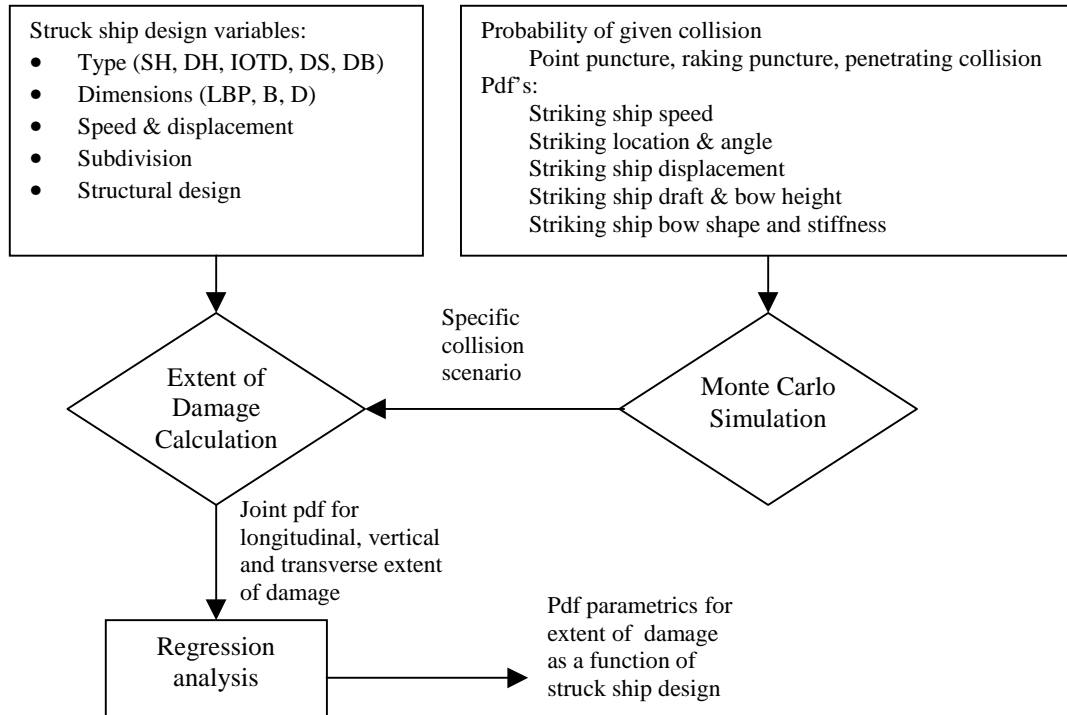 Struck ship design variables:
• Type (SH, DH, IOTD, DS, DB)
• Dimensions (LBP, B, D)
• Speed & displacement
• Subdivision
• Structural design
Probability of given collision
Point puncture, raking puncture, penetrating collision
Pdf's:
Striking ship speed
Striking location & angle
Striking ship displacement
Striking ship draft & bow height
Striking ship bow shape and stiffness
Specific
collision
scenario
Extent of
Damage
Calculation
Monte Carlo
Simulation
Joint pdf for
longitudinal, vertical
and transverse extent
of damage
Regression
analysis
Pdf parametrics for
extent of damage
as a function of
struck ship design